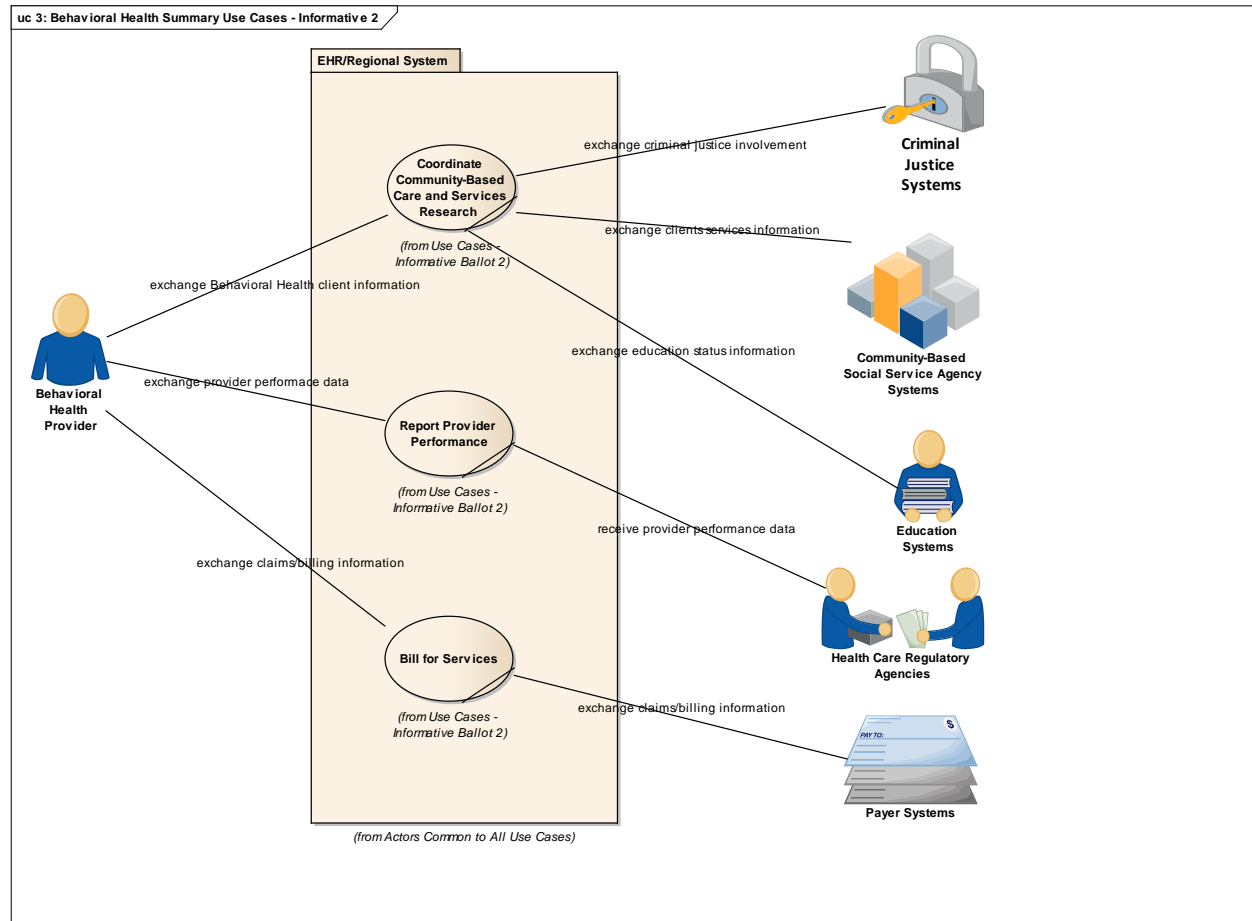 uc 3: Behavioral Health Summary Use Cases - Informative 2
EHR/Regional System
Coordinate
Community-Based
Care and Services
Research
(from Use Cases -
Informative Ballot 2)
exchange criminal justice involvement
Criminal
Justice
Systems
exchange clients services information
Community-Based
Social Service Agency
Systems
exchange Behavioral Health client information
exchange education status information
Behavioral
Health
Provider
exchange provider performace data
Report Provider
Performance
(from Use Cases -
Informative Ballot 2)
Education
Systems
receive provider performance data
exchange claims/billing information
Health Care Regulatory
Agencies
Bill for Services
(from Use Cases -
Informative Ballot 2)
exchange claims/billing information
$
PAY TO:
Payer Systems
(from Actors Common to All Use Cases)